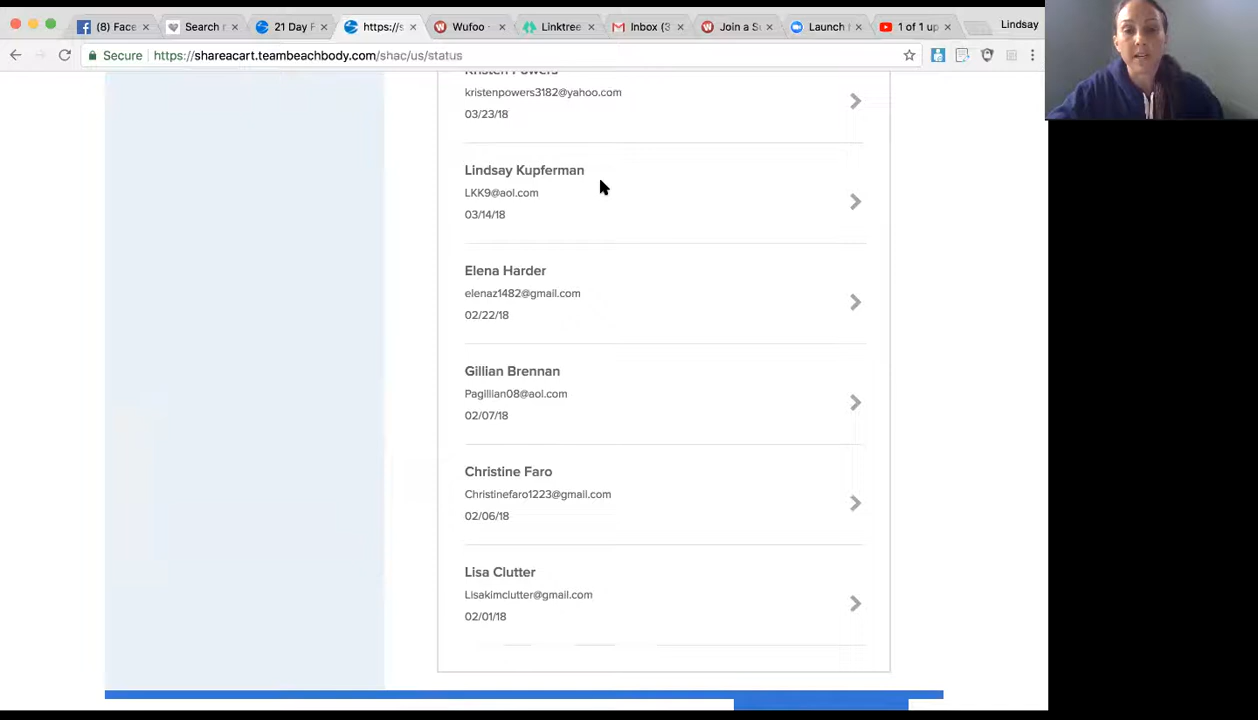 (8) Face
Search r
21 Day F
https://s
Wufoo ·
Linktree
Inbox (3
Join a Se
Launch M
1 of 1 up
Lindsay
Secure
https://shareacart.teambeachbody.com/shac/us/status
Kristen Powers
kristenpowers3182@yahoo.com
03/23/18
Lindsay Kupferman
LKK9@aol.com
03/14/18
Elena Harder
elenaz1482@gmail.com
02/22/18
Gillian Brennan
Pagillian08@aol.com
02/07/18
Christine Faro
Christinefaro1223@gmail.com
02/06/18
Lisa Clutter
Lisakimclutter@gmail.com
02/01/18